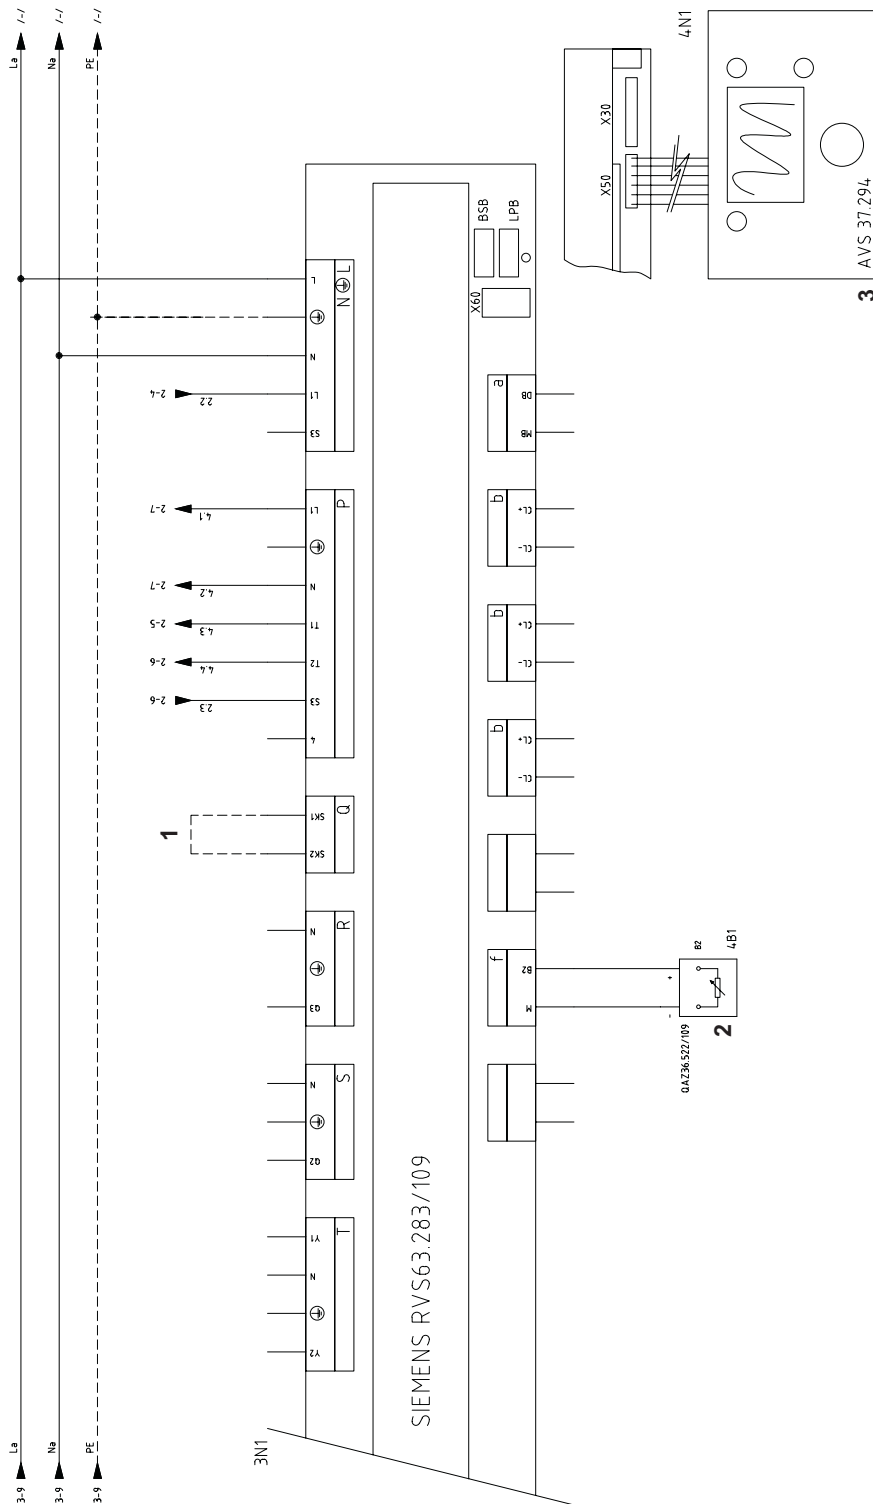 La
/-/
Na
/-/
PE
/-/
4N1
X30
X50
AVS 37.294
3
BSB
LPB
X60
L
N
L1
S3
N L
2-4
2.2
L1
N
T1
T2
S3
4
P
2-7
4.1
2-7
4.2
2-5
4.3
2-6
4.4
2-6
2.3
a
DB
MB
b
CL+
CL-
b
CL+
CL-
b
CL+
CL-
1
SK1
SK2
Q
N
Q3
R
f
B2
M
+
-
B2
4B1
QAZ36.522/109
2
N
Q2
S
Y1
N
Y2
T
SIEMENS RVS63.283/109
3N1
La
3-9
Na
3-9
PE
3-9